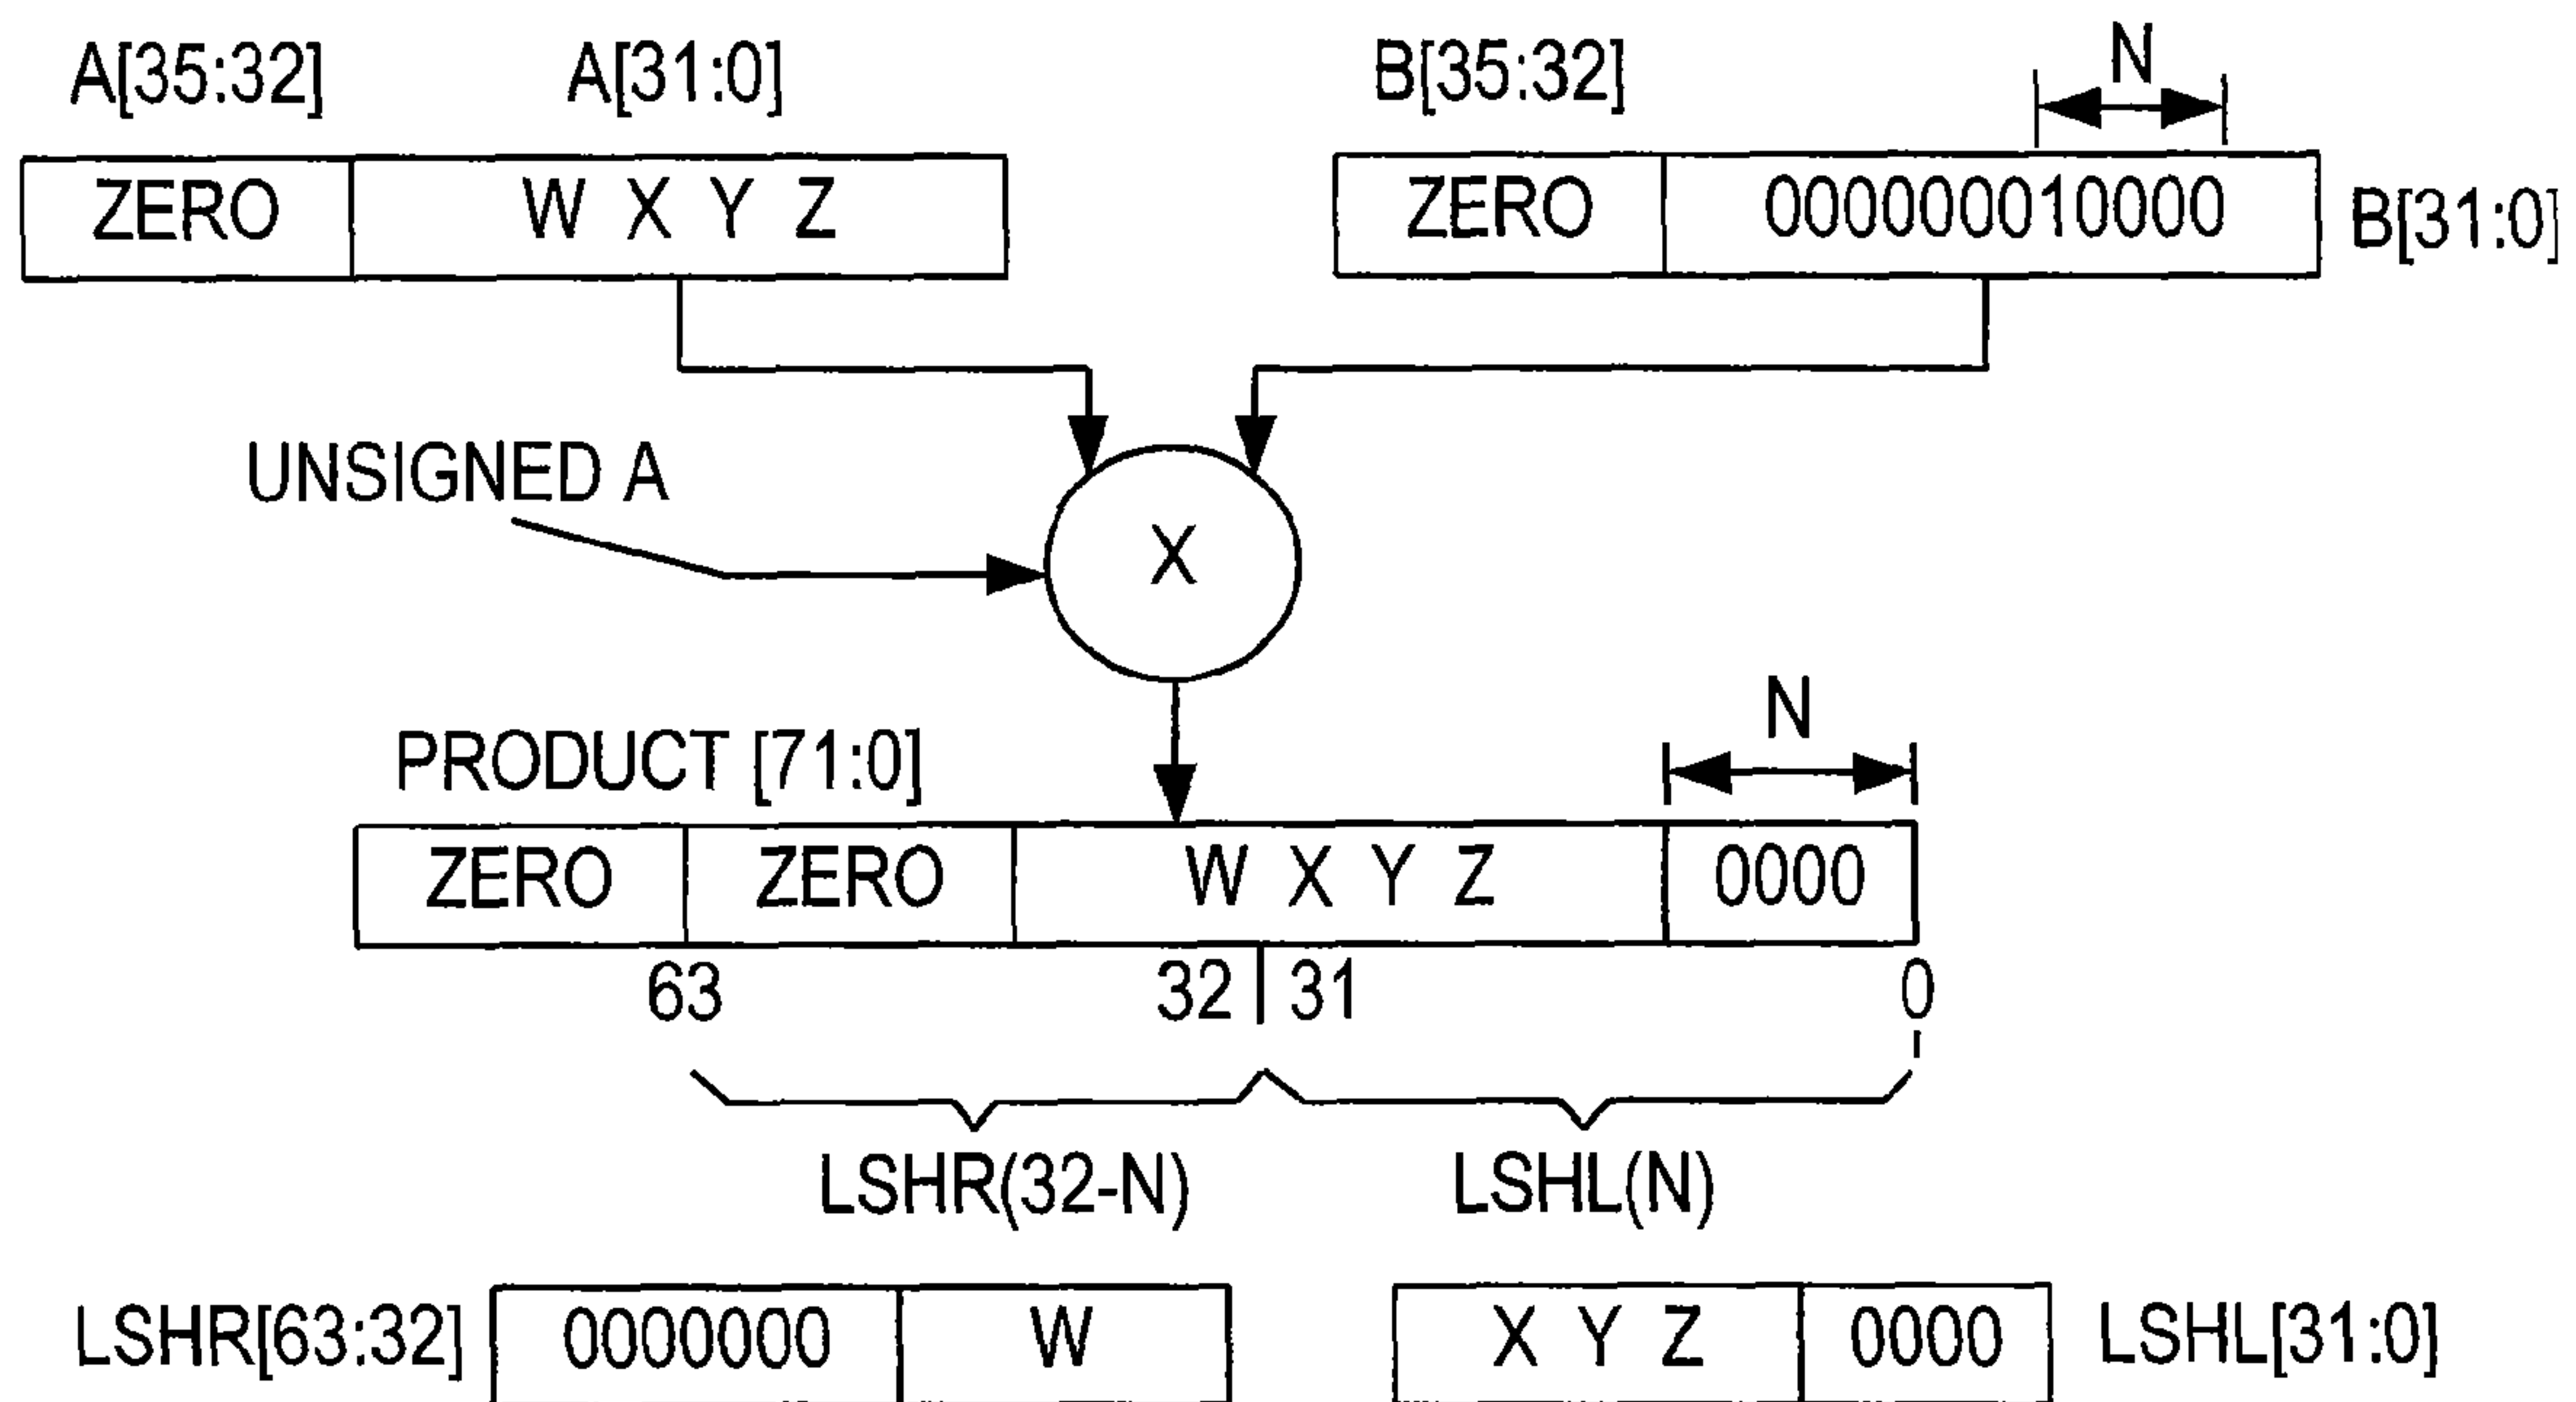 A[35:32] A[31:0] B[35:32] N
ZERO W X Y Z ZERO 000000010000 B[31:0]
UNSIGNED A
X
N
PRODUCT [71:0]
ZERO ZERO W X Y Z 0000
63 32 31 0
LSHR(32-N) LSHL(N)
LSHR[63:32] 0000000 W X Y Z 0000 LSHL[31:0]